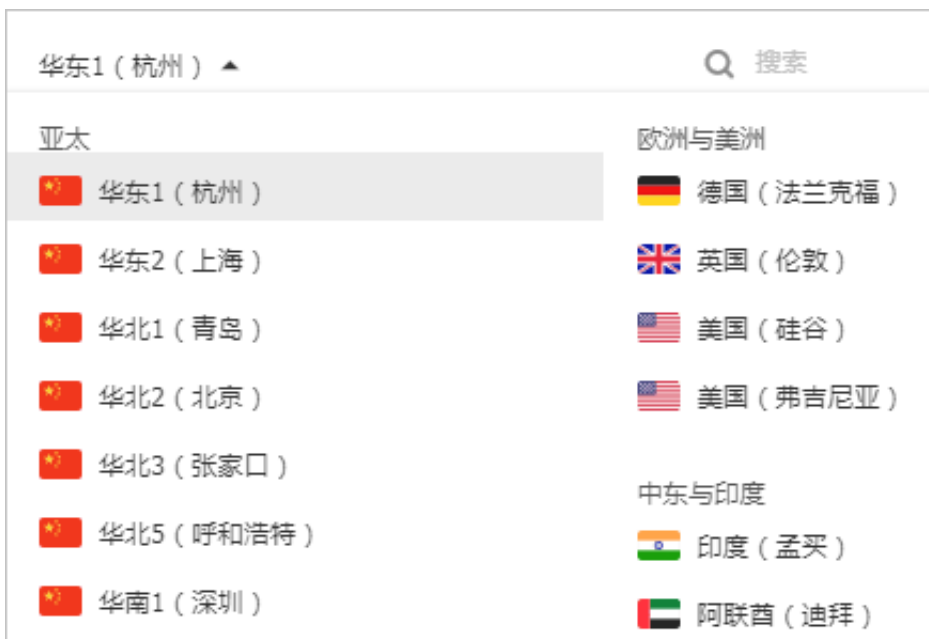 华东1（杭州）
搜索
亚太
华东1（杭州）
华东2（上海）
华北1（青岛）
华北2（北京）
华北3（张家口）
华北5（呼和浩特）
华南1（深圳）
欧洲与美洲
德国（法兰克福）
英国（伦敦）
美国（硅谷）
美国（弗吉尼亚）
中东与印度
印度（孟买）
阿联酋（迪拜）